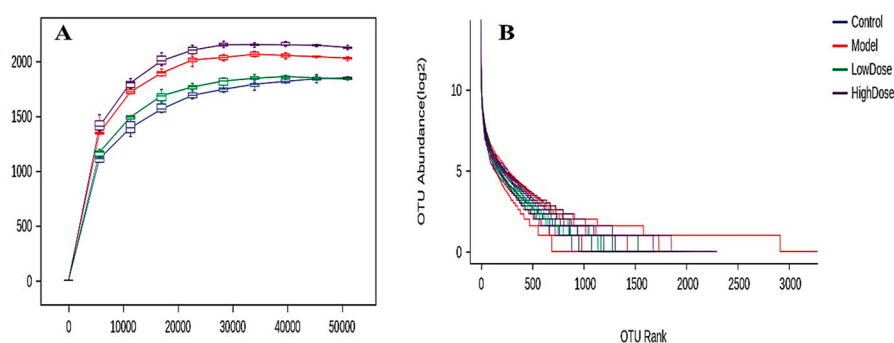 A
2000
1500
1000
500
0
0 10000 20000 30000 40000 50000
B
OTU Abundance(log2)
10
5
0
0 500 1000 1500 2000 2500 3000
OTU Rank
Control
Model
LowDose
HighDose